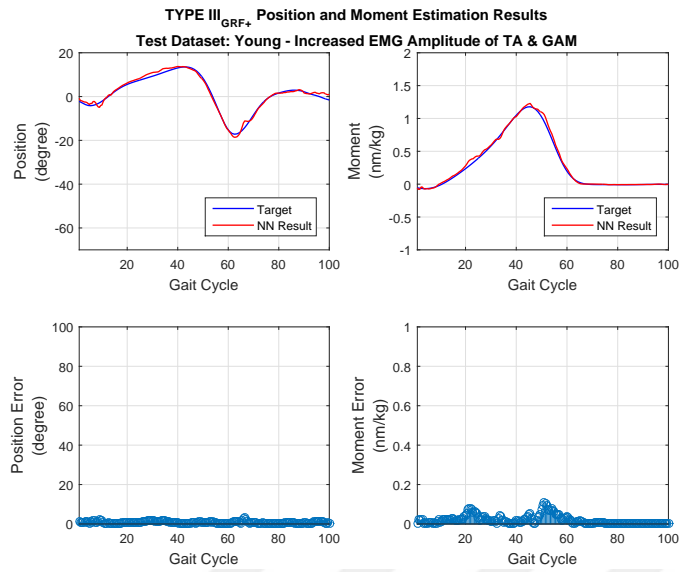 TYPE III GRF+ Position and Moment Estimation Results
Test Dataset: Young - Increased EMG Amplitude of TA & GAM
Position
(degree)
20
0
-20
-40
-60
Target
NN Result
20 40 60 80 100
Gait Cycle
Moment
(nm/kg)
2
1.5
1
0.5
0
-0.5
-1
Target
NN Result
20 40 60 80 100
Gait Cycle
Position Error
(degree)
100
80
60
40
20
0
20 40 60 80 100
Gait Cycle
Moment Error
(nm/kg)
1
0.8
0.6
0.4
0.2
0
20 40 60 80 100
Gait Cycle